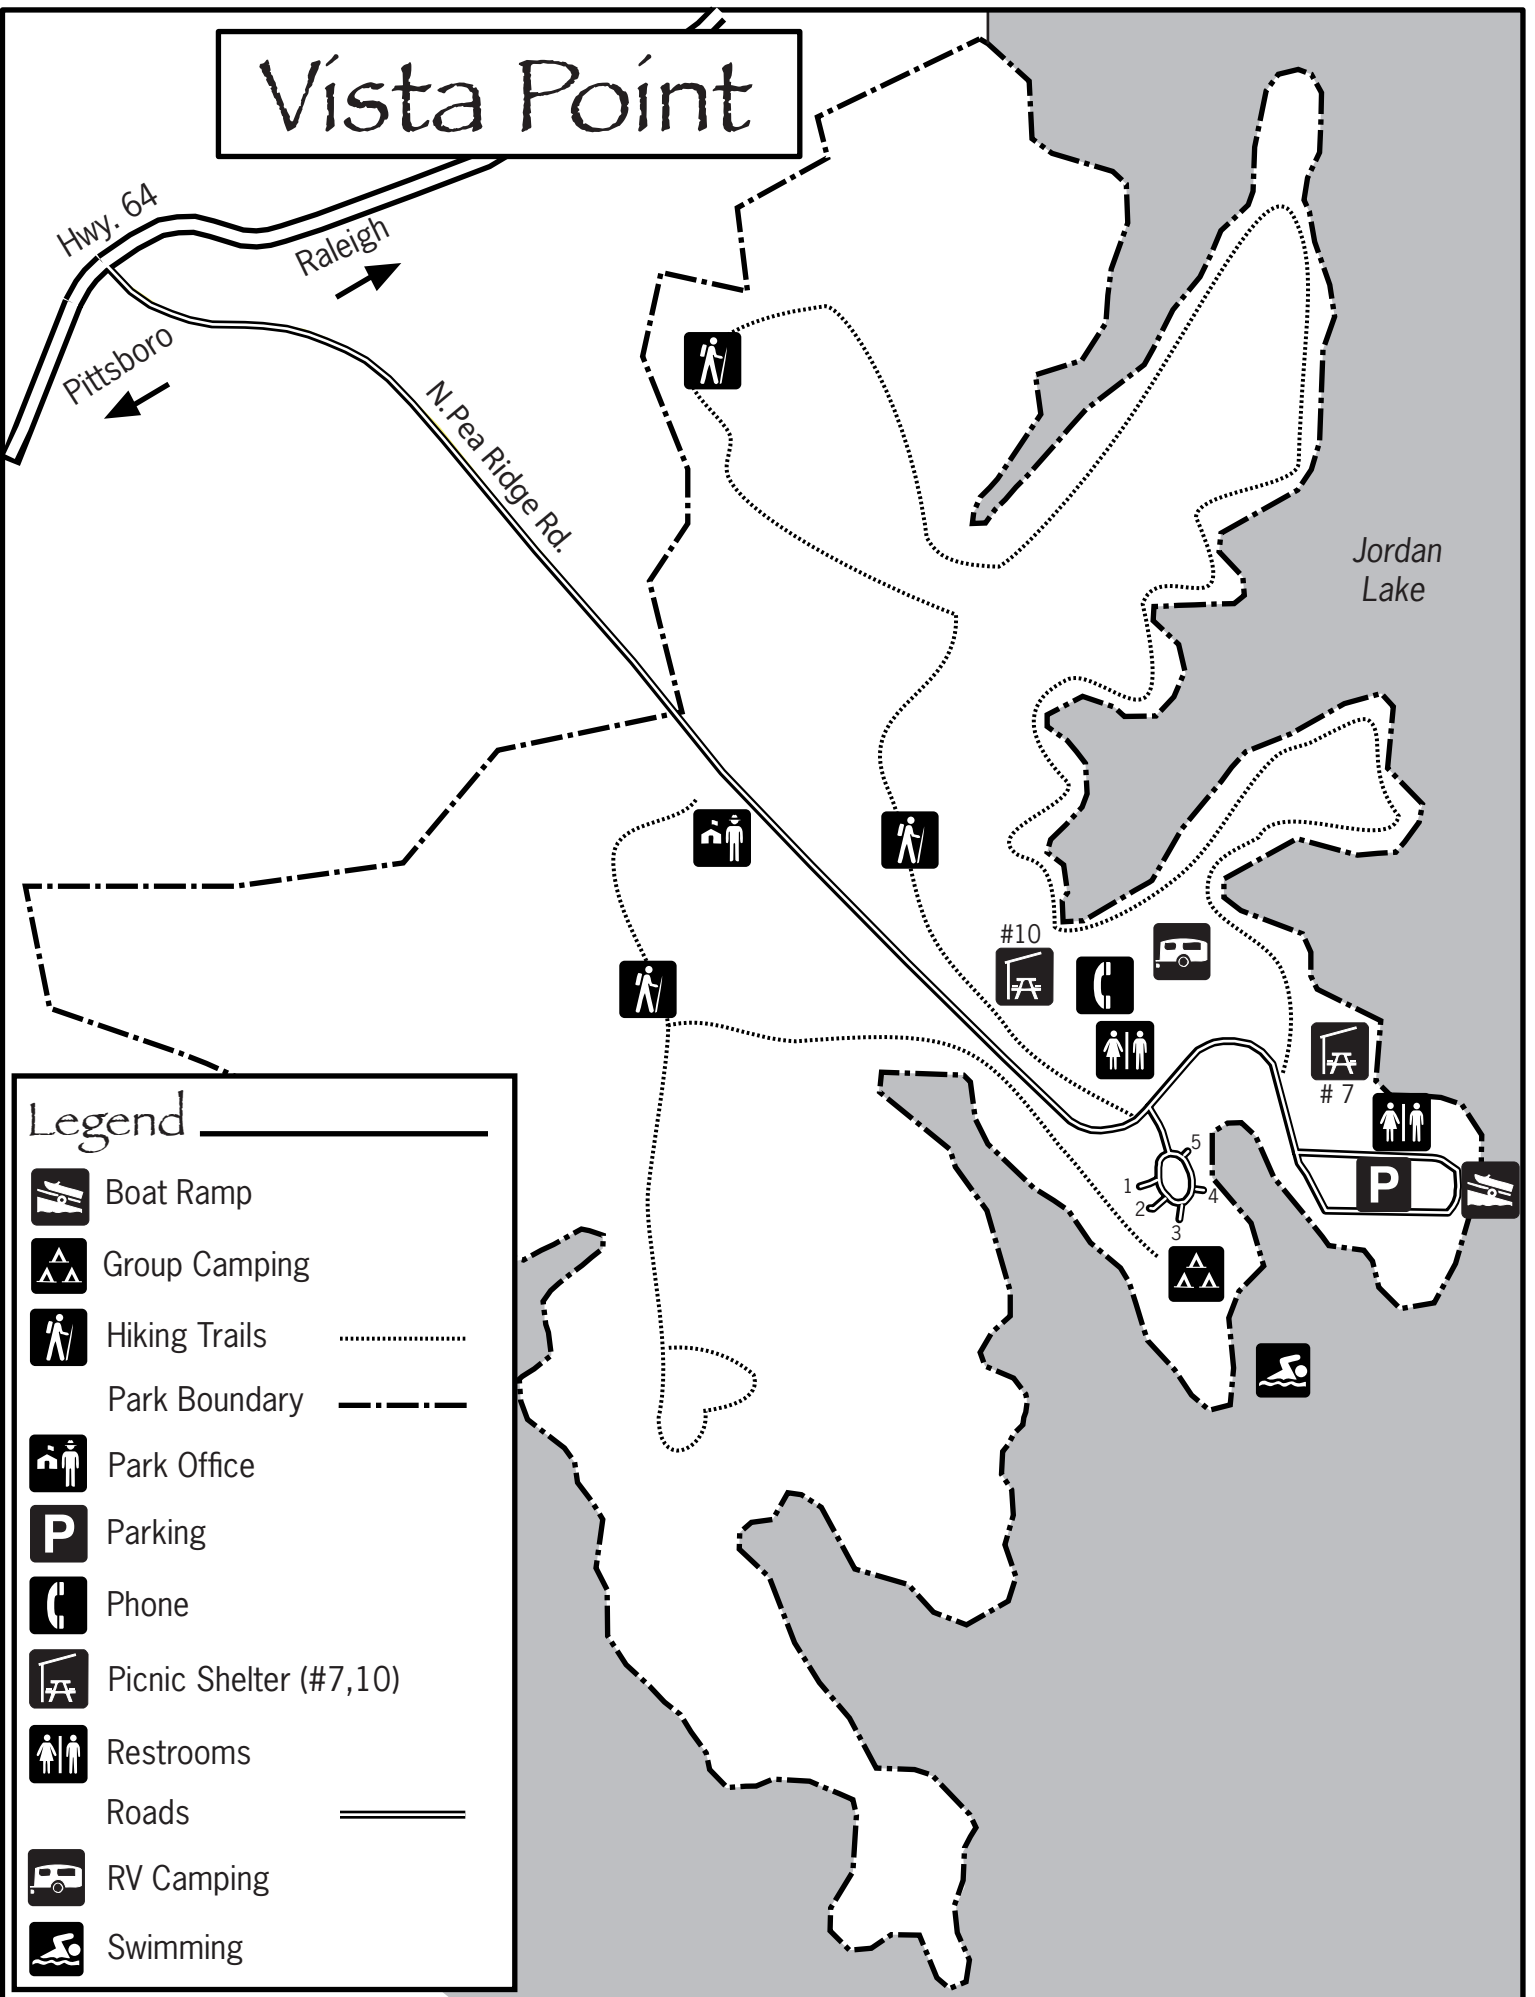 Vista Point
Hwy. 64
Raleigh
Pittsboro
N. Pea Ridge Rd.
Jordan
Lake
#10
# 7
5
1
4
2
3
P
Legend
Boat Ramp
Group Camping
Hiking Trails
Park Boundary
Park Office
P Parking
Phone
Picnic Shelter (#7,10)
Restrooms
Roads
RV Camping
Swimming